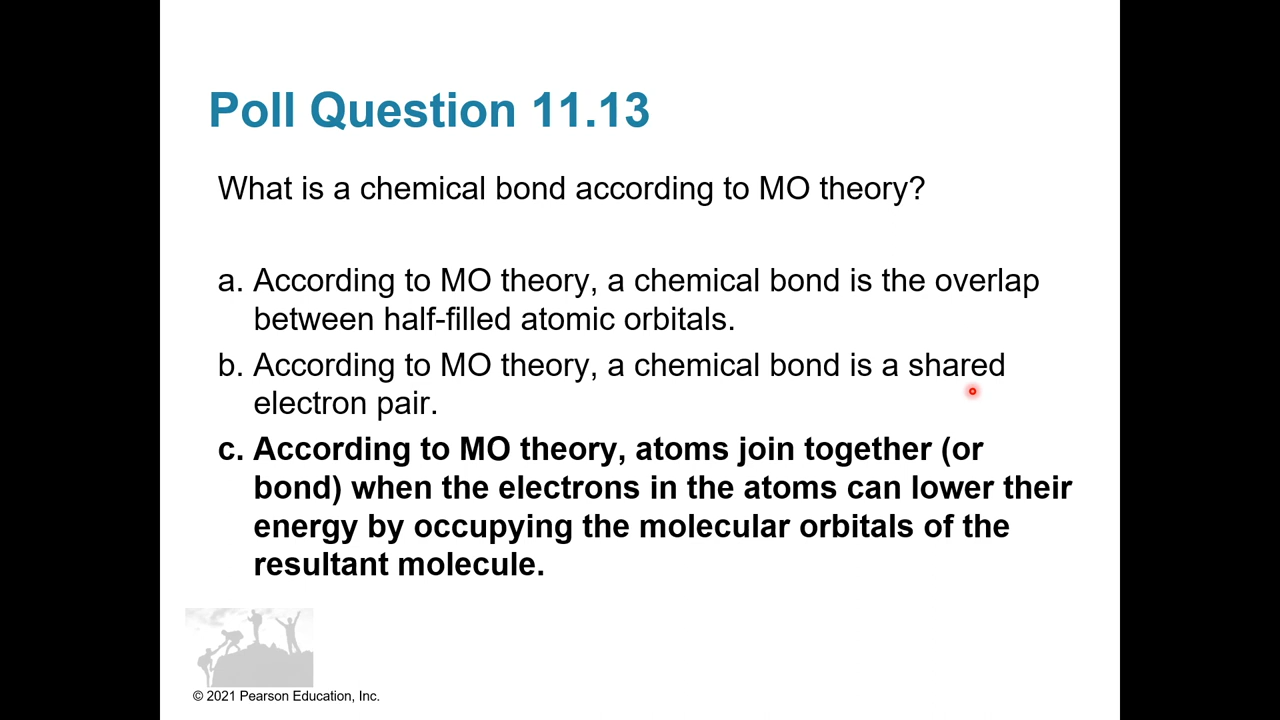 Poll Question 11.13
What is a chemical bond according to MO theory?
a. According to MO theory, a chemical bond is the overlap
between half-filled atomic orbitals.
b. According to MO theory, a chemical bond is a shared
electron pair.
c. According to MO theory, atoms join together (or
bond) when the electrons in the atoms can lower their
energy by occupying the molecular orbitals of the
resultant molecule.
© 2021 Pearson Education, Inc.